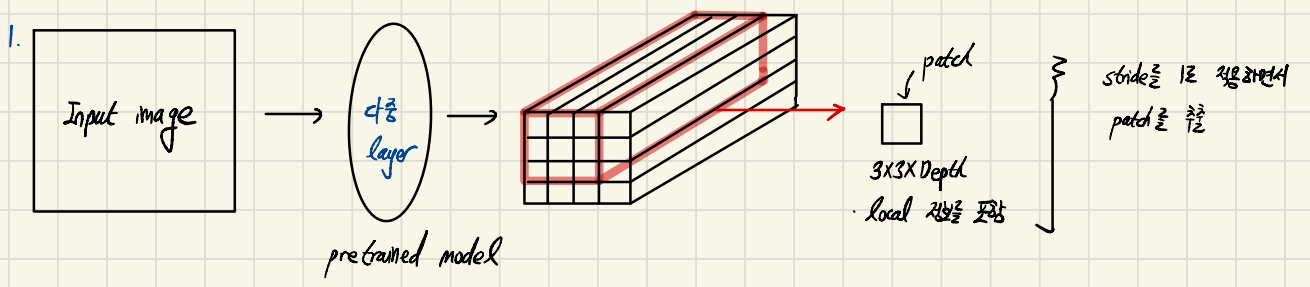 1.
Input image
다중
layer
pretrained model
patch
3X3XDepth
· local 정보를 포함
stride를 1로 적용하면서
patch를 추출